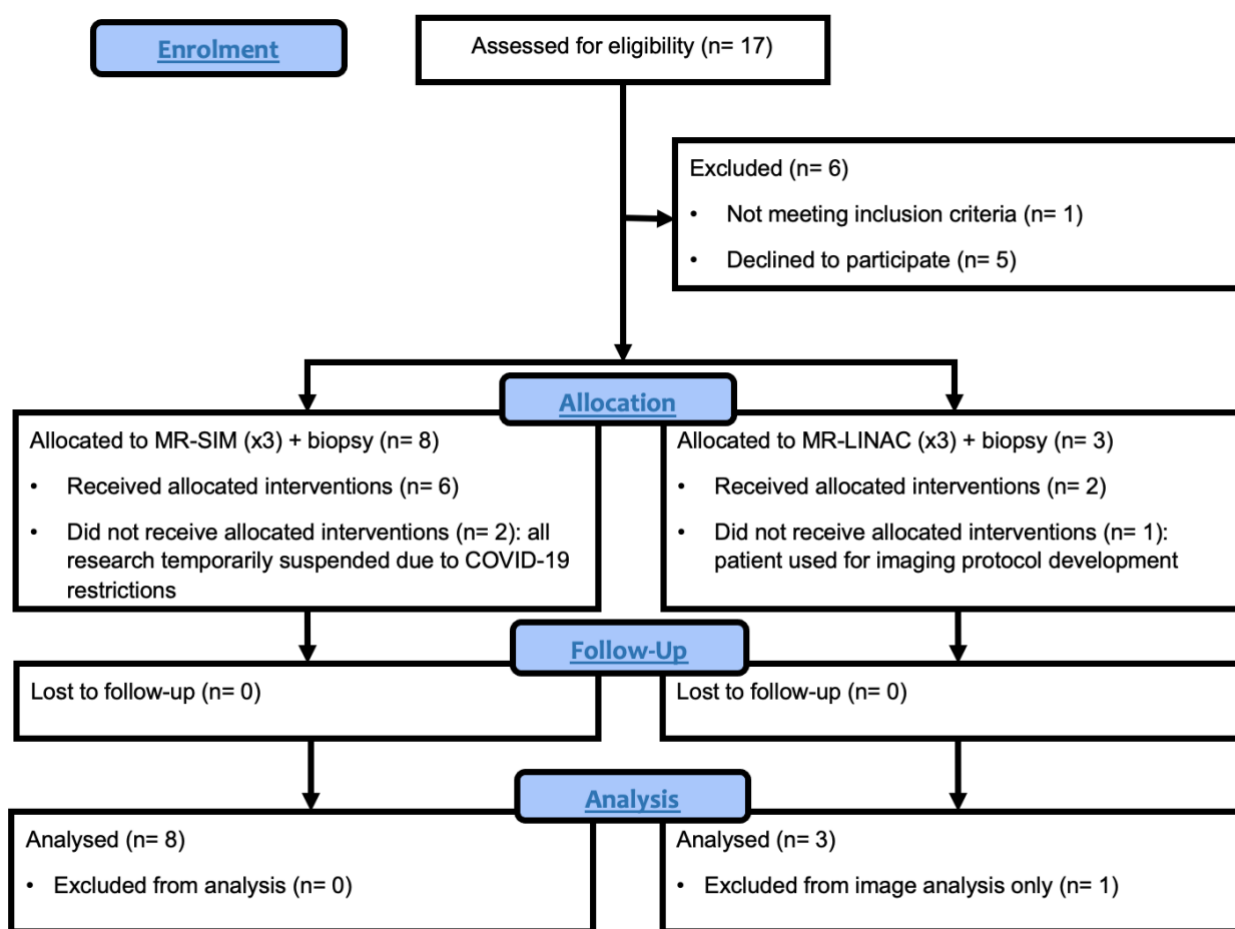 Enrolment
Assessed for eligibility (n= 17)
Excluded (n= 6)
• Not meeting inclusion criteria (n= 1)
• Declined to participate (n= 5)
Allocation
Allocated to MR-SIM (x3) + biopsy (n= 8)
• Received allocated interventions (n= 6)
• Did not receive allocated interventions (n= 2): all
research temporarily suspended due to COVID-19
restrictions
Allocated to MR-LINAC (x3) + biopsy (n= 3)
• Received allocated interventions (n= 2)
• Did not receive allocated interventions (n= 1):
patient used for imaging protocol development
Follow-Up
Lost to follow-up (n= 0)
Lost to follow-up (n= 0)
Analysis
Analysed (n= 8)
• Excluded from analysis (n= 0)
Analysed (n= 3)
• Excluded from image analysis only (n= 1)